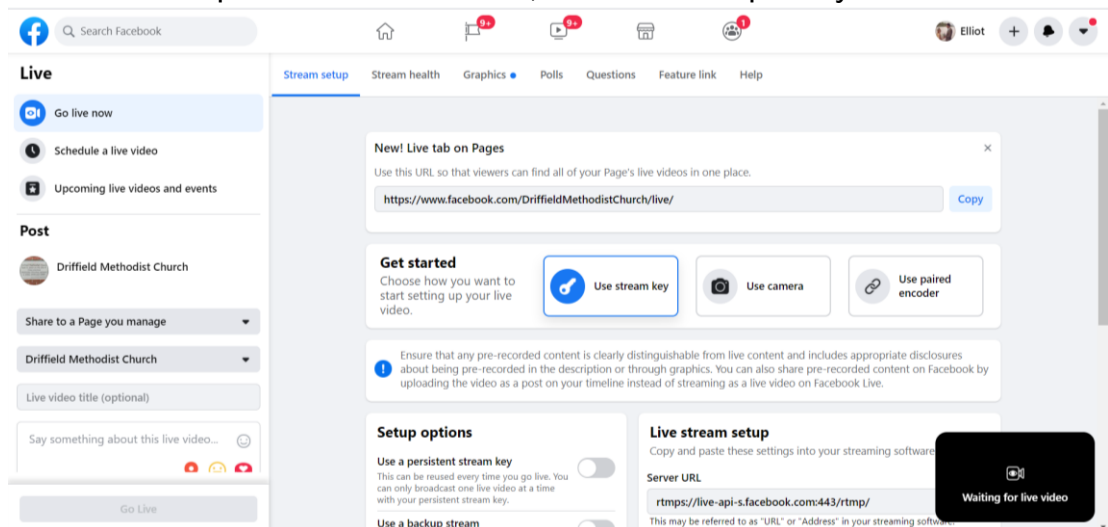 Search Facebook
9+
9+
1
Elliot
Live
Go live now
Schedule a live video
Upcoming live videos and events
Post
Driffield Methodist Church
Share to a Page you manage
Driffield Methodist Church
Live video title (optional)
Say something about this live video...
Go Live
Stream setup Stream health Graphics Polls Questions Feature link Help
New! Live tab on Pages
Use this URL so that viewers can find all of your Page's live videos in one place.
https://www.facebook.com/DriffieldMethodistChurch/live/
Copy
Get started
Choose how you want to
start setting up your live
video.
Use stream key
Use camera
Use paired
encoder
Ensure that any pre-recorded content is clearly distinguishable from live content and includes appropriate disclosures
about being pre-recorded in the description or through graphics. You can also share pre-recorded content on Facebook by
uploading the video as a post on your timeline instead of streaming as a live video on Facebook Live.
Setup options
Use a persistent stream key
This can be reused every time you go live. You
can only broadcast one live video at a time
with your persistent stream key.
Use a backup stream
Live stream setup
Copy and paste these settings into your streaming software
Server URL
rtmps://live-api-s.facebook.com:443/rtmp/
This may be referred to as "URL" or "Address" in your streaming software.
Waiting for live video